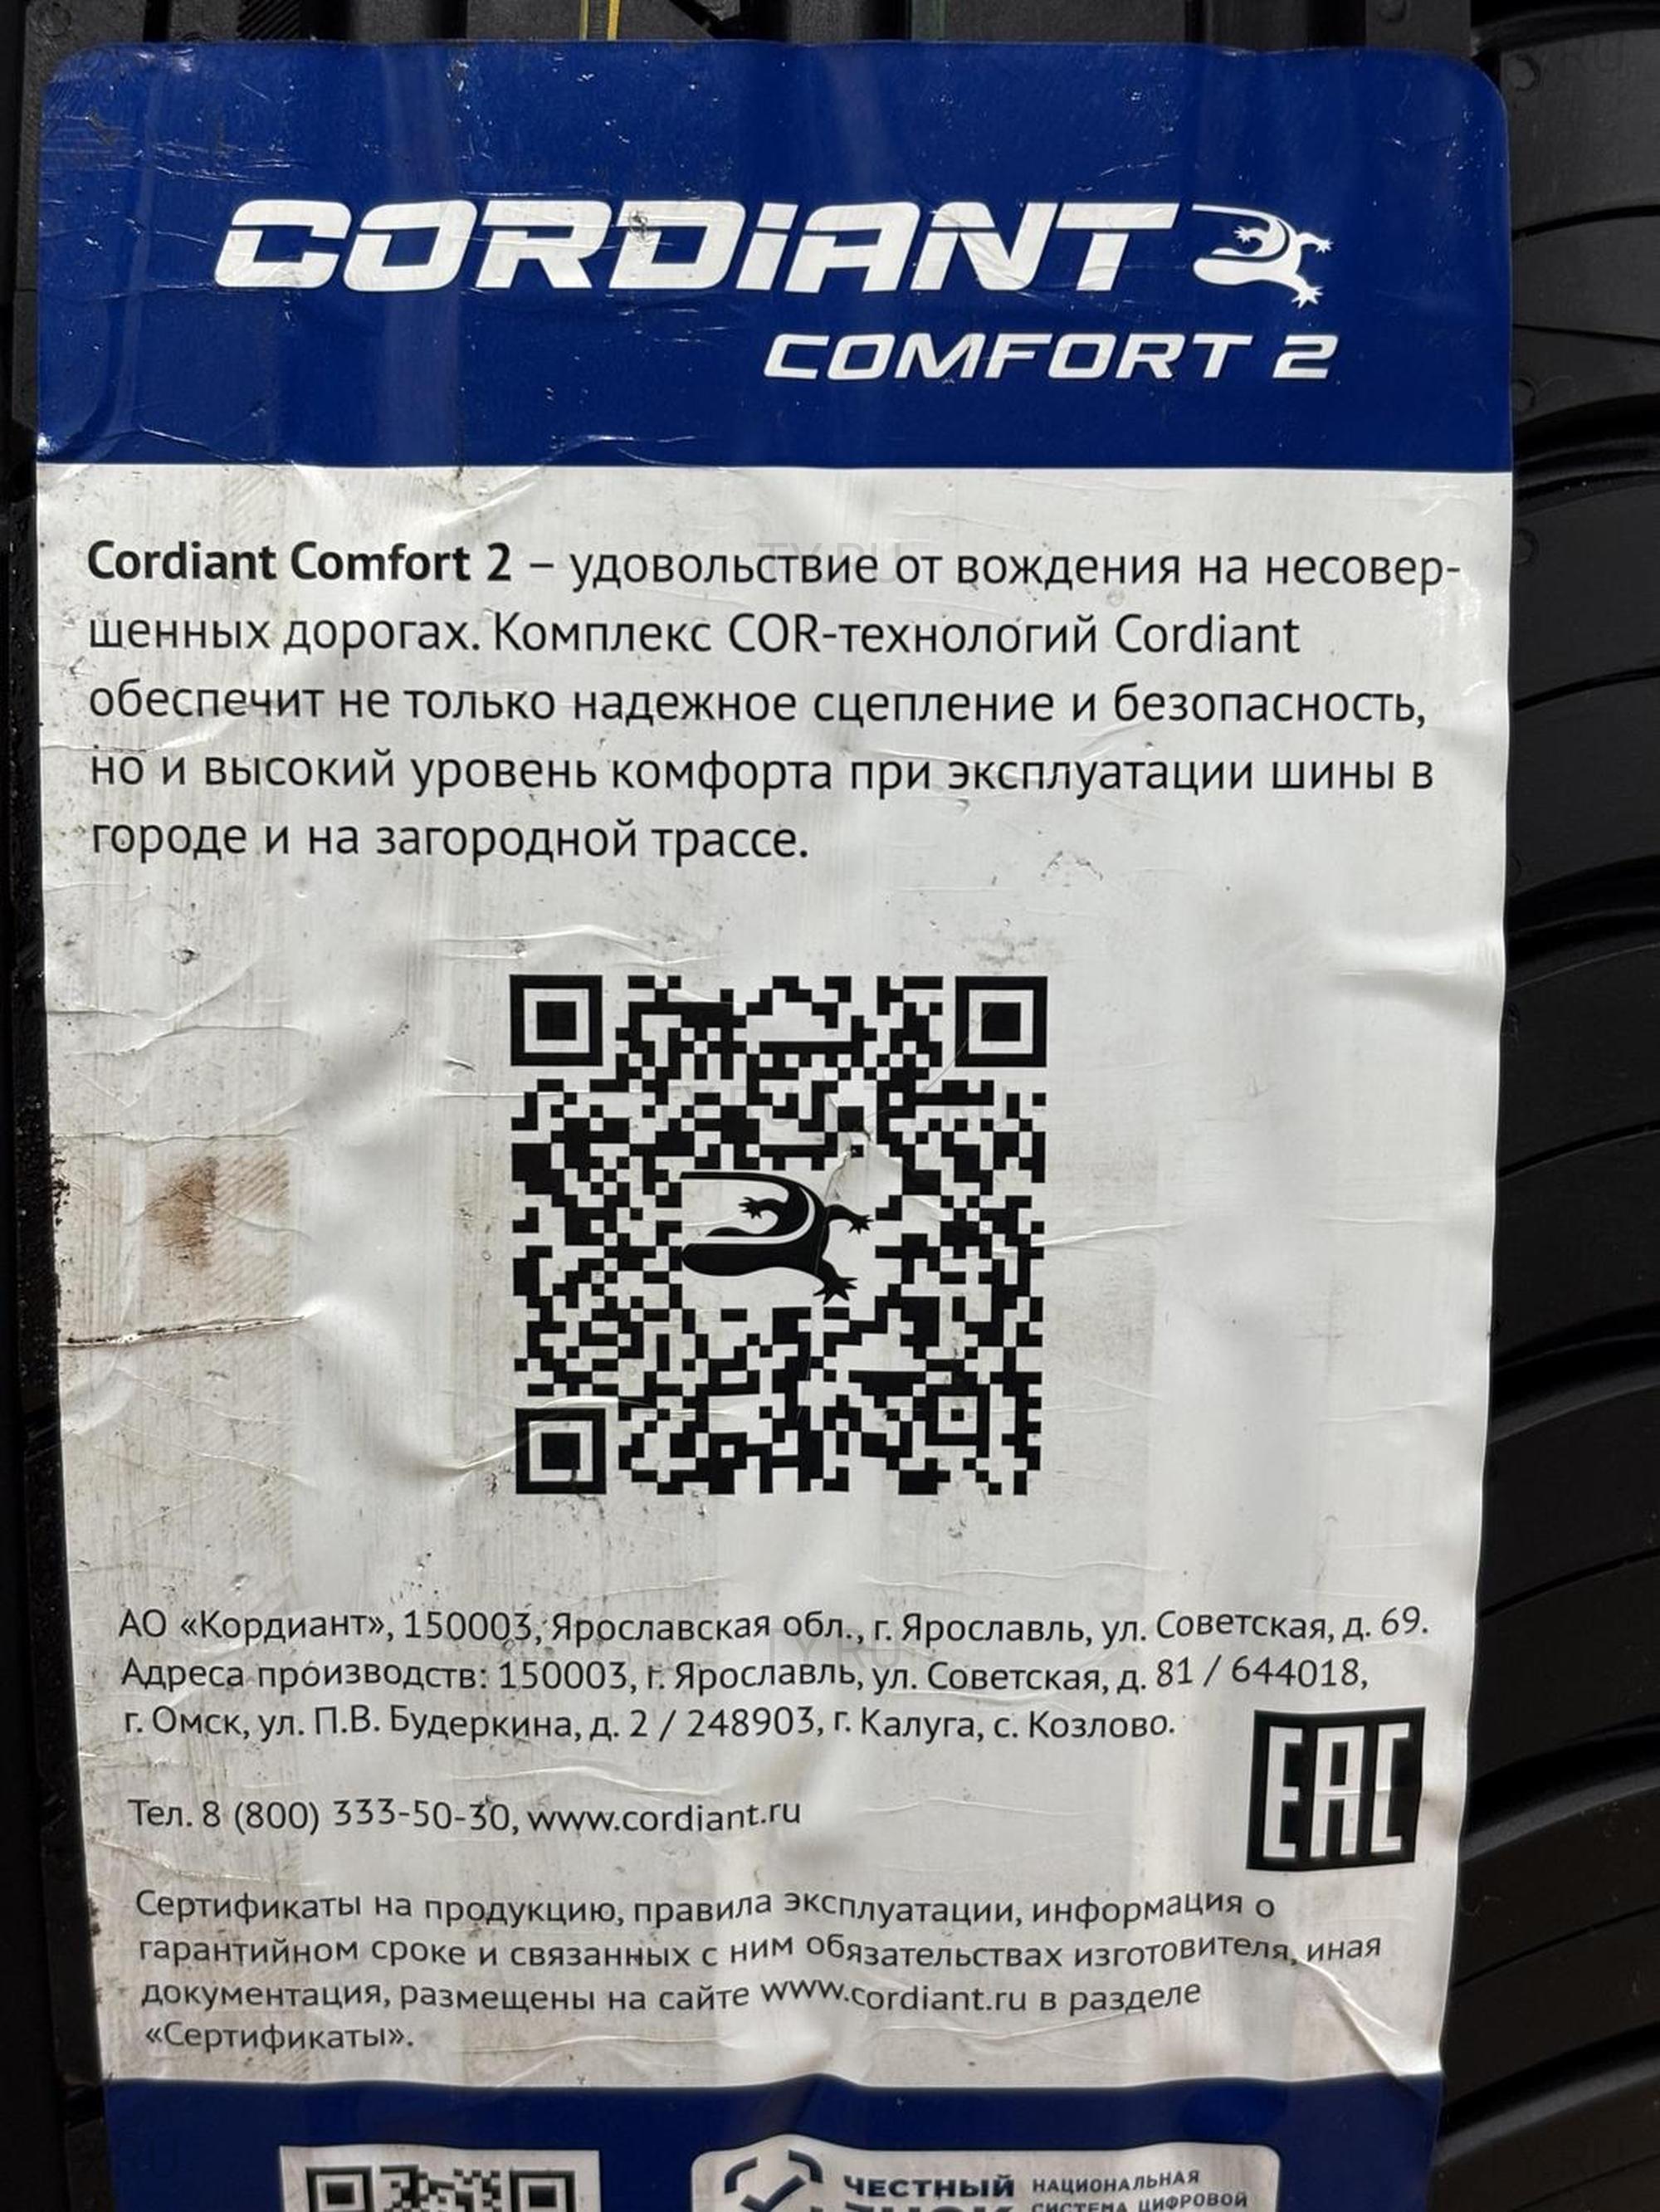 CORDIANT
COMFORT 2
Cordiant Comfort 2 – удовольствие от вождения на несовер-
шенных дорогах. Комплекс COR-технологий Cordiant
обеспечит не только надежное сцепление и безопасность,
но и высокий уровень комфорта при эксплуатации шины в
городе и на загородной трассе.
АО «Кордиант», 150003, Ярославская обл., г. Ярославль, ул. Советская, д. 69.
Адреса производств: 150003, г. Ярославль, ул. Советская, д. 81 / 644018,
г. Омск, ул. П.В. Будеркина, д. 2 / 248903, г. Калуга, с. Козлово.
EAC
Тел. 8 (800) 333-50-30, www.cordiant.ru
Сертификаты на продукцию, правила эксплуатации, информация о
гарантийном сроке и связанных с ним обязательствах изготовителя, иная
документация, размещены на сайте www.cordiant.ru в разделе
«Сертификаты».
ЧЕСТНЫЙ НАЦИОНАЛЬНАЯ
СИСТЕМА ЦИФРОВОЙ